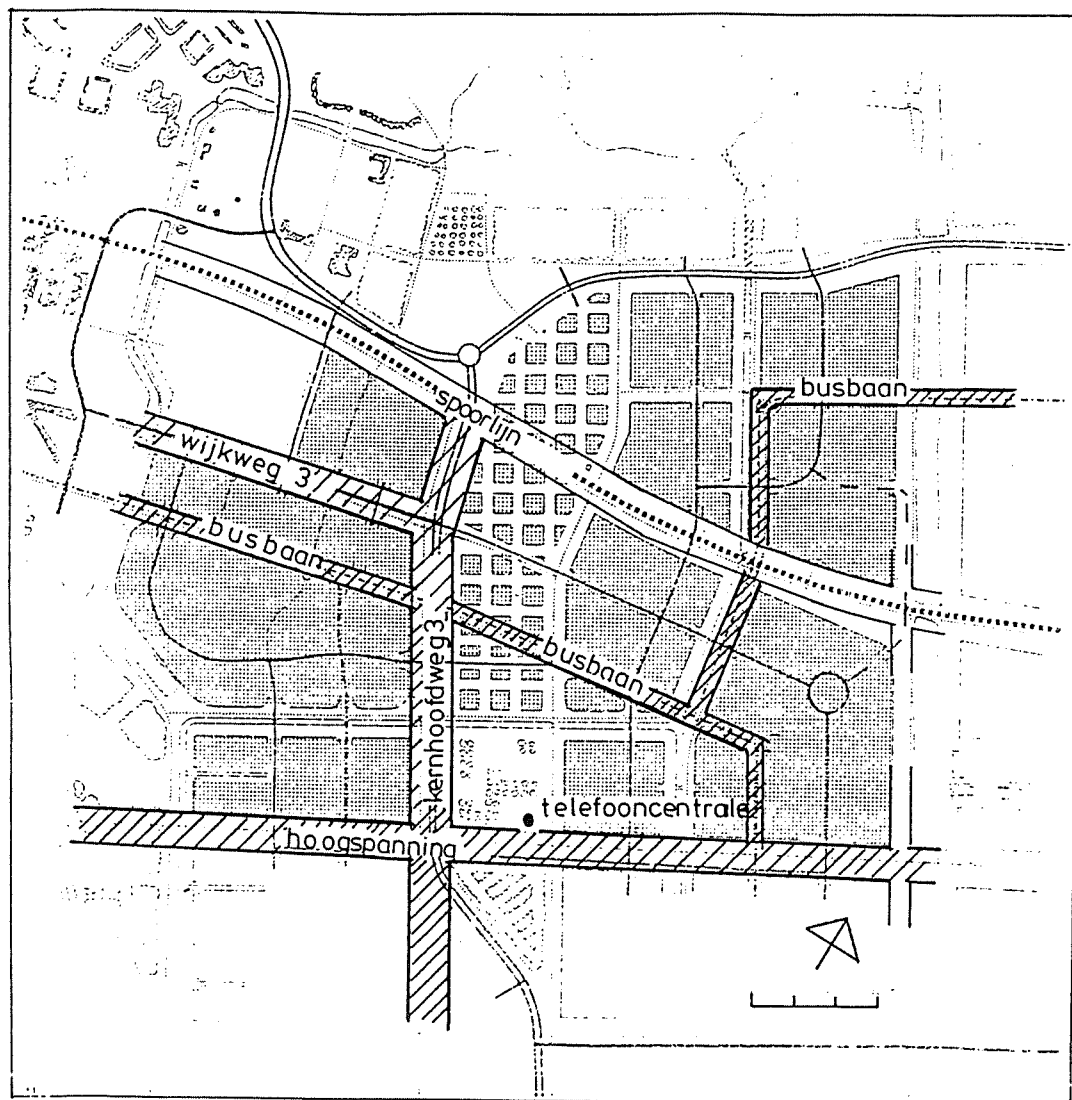 busbaan
spoorlijn
wijkweg 3
busbaan
kernhoofdweg 3
busbaan
telefooncentrale
hoogspanning